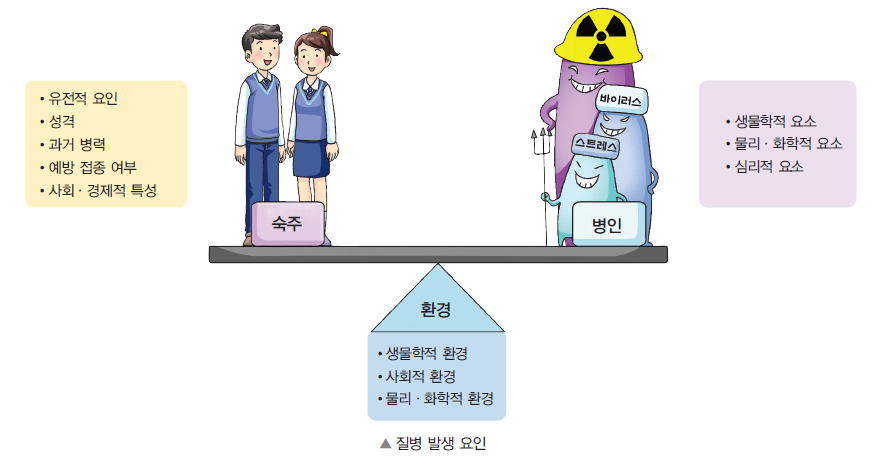 • 유전적 요인
• 성격
• 과거 병력
• 예방 접종 여부
• 사회 · 경제적 특성
숙주
바이러스
스트레스
병인
• 생물학적 요소
• 물리 · 화학적 요소
• 심리적 요소
환경
• 생물학적 환경
• 사회적 환경
• 물리 · 화학적 환경
▲ 질병 발생 요인